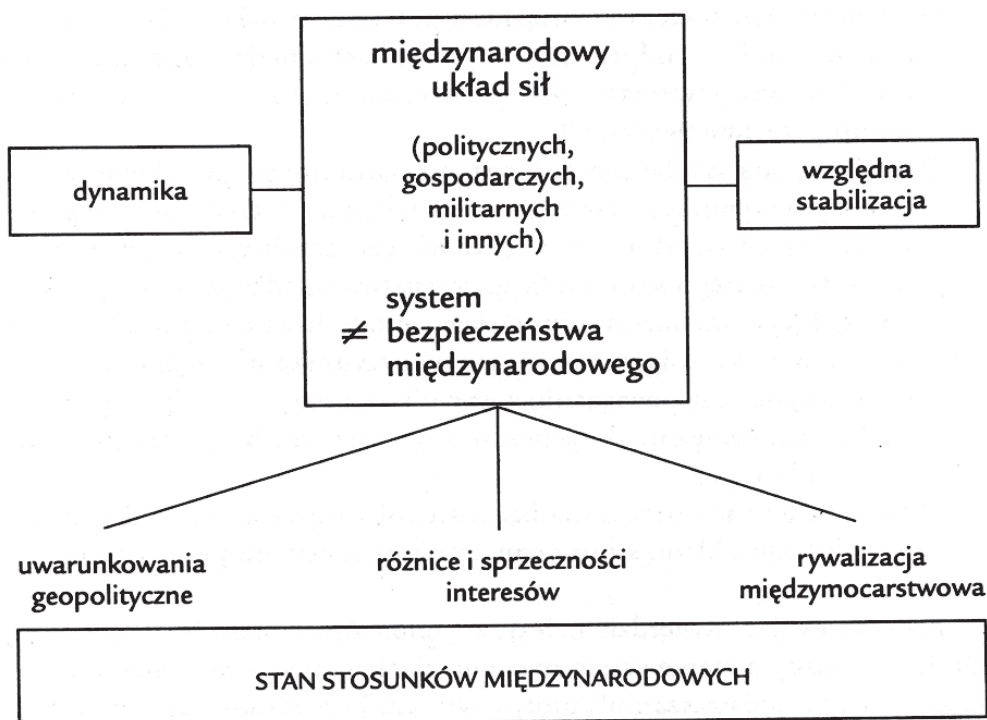 międzynarodowy
układ sił
(politycznych,
gospodarczych,
militarnych
i innych)
≠ system
bezpieczeństwa
międzynarodowego
dynamika
względna
stabilizacja
uwarunkowania
geopolityczne
różnice i sprzeczności
interesów
rywalizacja
międzymocarstwowa
STAN STOSUNKÓW MIĘDZYNARODOWYCH